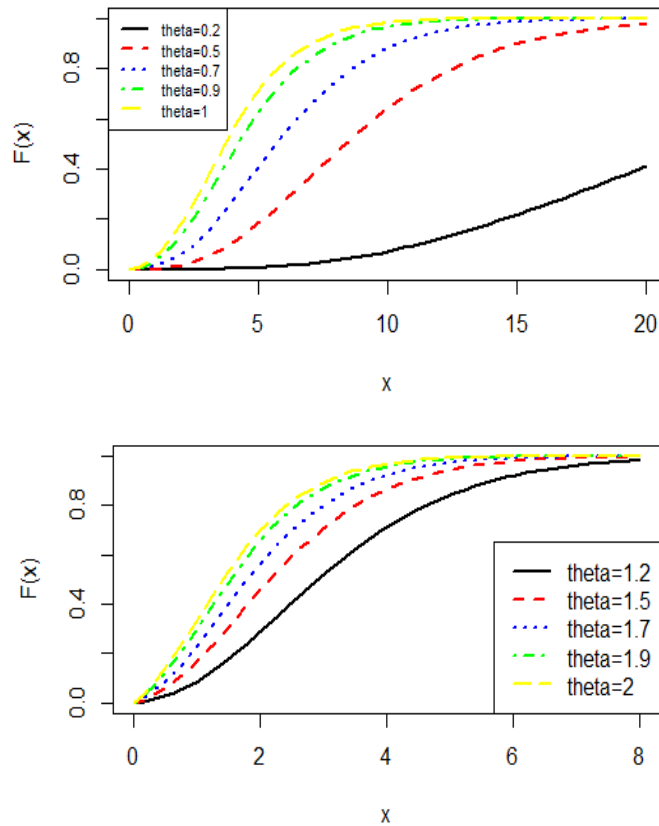 theta=0.2
theta=0.5
theta=0.7
theta=0.9
theta=1
F(x)
0.8
0.4
0.0
0 5 10 15 20
x
F(x)
0.8
0.4
0.0
theta=1.2
theta=1.5
theta=1.7
theta=1.9
theta=2
0 2 4 6 8
x